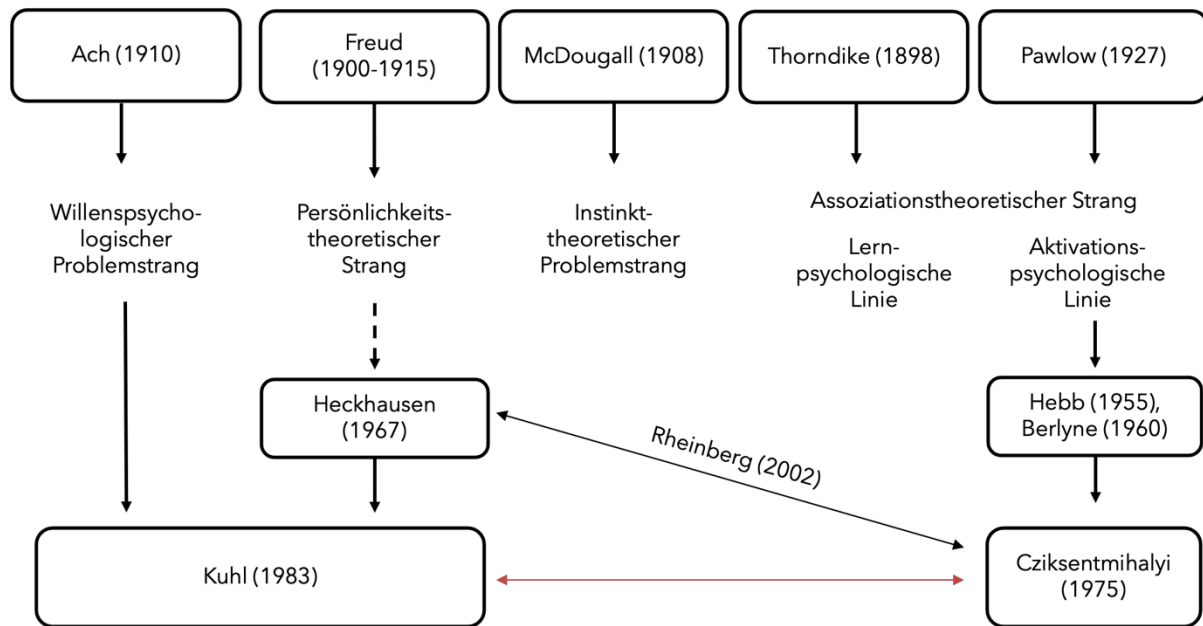 Ach (1910)
Freud
(1900-1915)
McDougall (1908)
Thorndike (1898)
Pawlow (1927)
Willenspsycho-
logischer
Problemstrang
Persönlichkeits-
theoretischer
Strang
Instinkt-
theoretischer
Problemstrang
Assoziationstheoretischer Strang
Lern-
psychologische
Linie
Aktivations-
psychologische
Linie
Heckhausen
(1967)
Hebb (1955),
Berlyne (1960)
Rheinberg (2002)
Kuhl (1983)
Cziksentmihalyi
(1975)